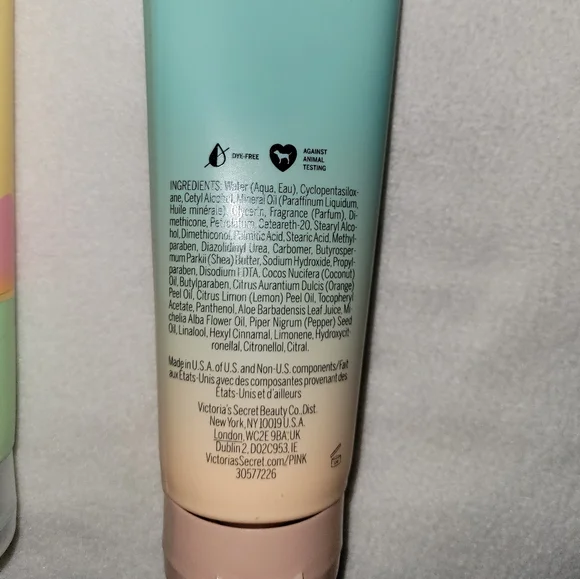 DYE-FREE
AGAINST
ANIMAL
TESTING
INGREDIENTS: Water (Aqua, Eau), Cyclopentasilox-
ane, Cetyl Alcohol, Mineral Oil (Paraffinum Liquidum,
Huile minérale), Glycerin, Fragrance (Parfum), Di-
methicone, Petrolatum, Ceteareth-20, Stearyl Alco-
hol, Dimethiconol, Palmitic Acid, Stearic Acid, Methyl-
paraben, Diazolidinyl Urea, Carbomer, Butyrosper-
mum Parkii (Shea) Butter, Sodium Hydroxide, Propyl-
paraben, Disodium EDTA, Cocos Nucifera (Coconut)
Oil, Butylparaben, Citrus Aurantium Dulcis (Orange)
Peel Oil, Citrus Limon (Lemon) Peel Oil, Tocopheryl
Acetate, Panthenol, Aloe Barbadensis Leaf Juice, Mi-
chelia Alba Flower Oil, Piper Nigrum (Pepper) Seed
Oil, Linalool, Hexyl Cinnamal, Limonene, Hydroxycit-
ronellal, Citronellol, Citral.
Made in U.S.A. of U.S. and Non-U.S. components/Fait
aux États-Unis avec des composantes provenant des
États-Unis et d'ailleurs
Victoria's Secret Beauty Co., Dist.
New York, NY 10019 U.S.A.
London, WC2E 9BA: UK
Dublin 2, D02C953, IE
VictoriasSecret.com/PINK
30577226